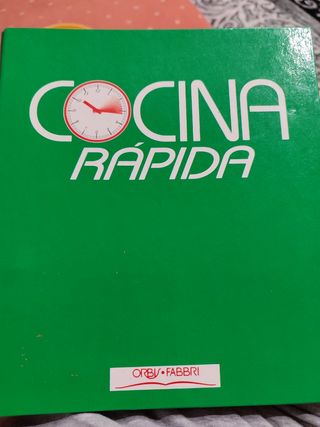 COCINA
RÁPIDA
ORBIS • FABBRI